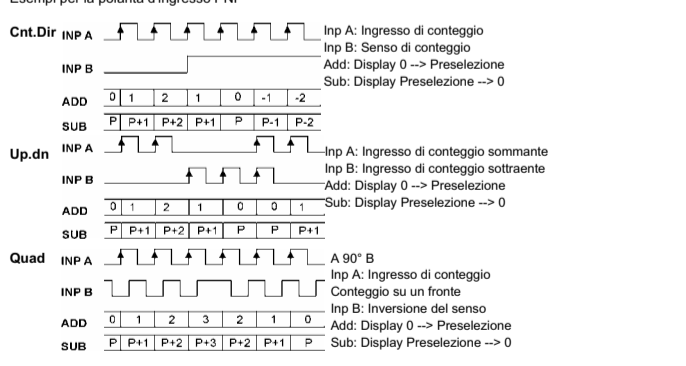 Esempi per la polarità d'ingresso PNP
Cnt.Dir INP A Inp A: Ingresso di conteggio
Inp B: Senso di conteggio
INP B Add: Display 0 --> Preselezione
Sub: Display Preselezione --> 0
ADD 0 1 2 1 0 -1 -2
SUB P P+1 P+2 P+1 P P-1 P-2
Up.dn INP A Inp A: Ingresso di conteggio sommante
INP B Inp B: Ingresso di conteggio sottraente
Add: Display 0 --> Preselezione
ADD 0 1 2 1 0 0 1 Sub: Display Preselezione --> 0
SUB P P+1 P+2 P+1 P P P+1
Quad INP A A 90° B
Inp A: Ingresso di conteggio
INP B Conteggio su un fronte
Inp B: Inversione del senso
ADD 0 1 2 3 2 1 0 Add: Display 0 --> Preselezione
SUB P P+1 P+2 P+3 P+2 P+1 P Sub: Display Preselezione --> 0